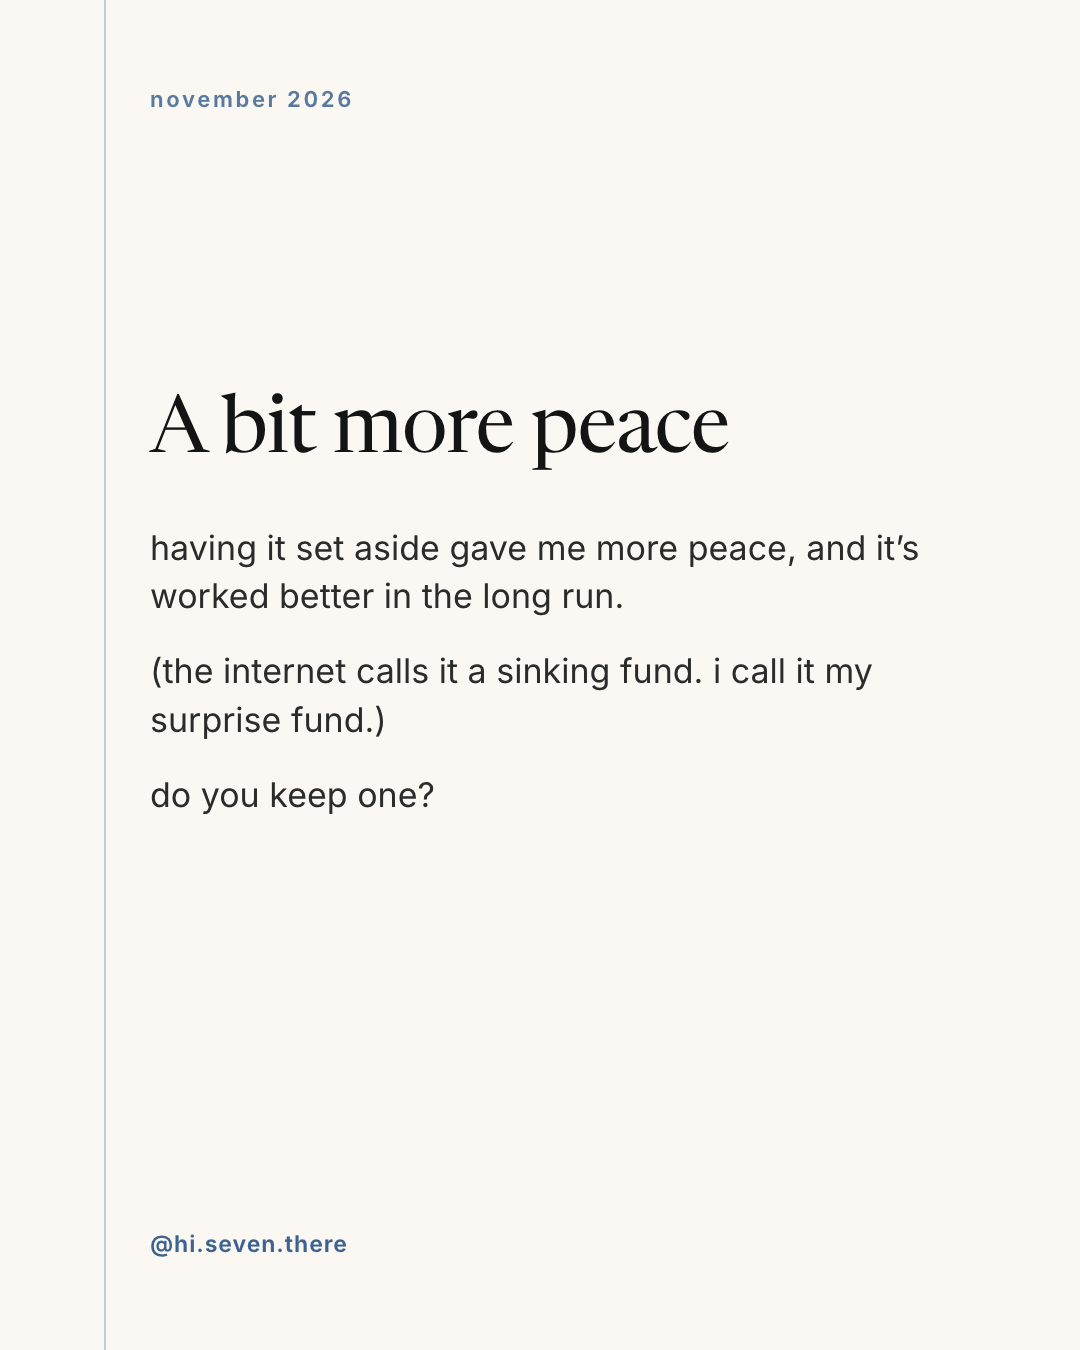 november 2026
A bit more peace
having it set aside gave me more peace, and it’s
worked better in the long run.
(the internet calls it a sinking fund. i call it my
surprise fund.)
do you keep one?
@hi.seven.there